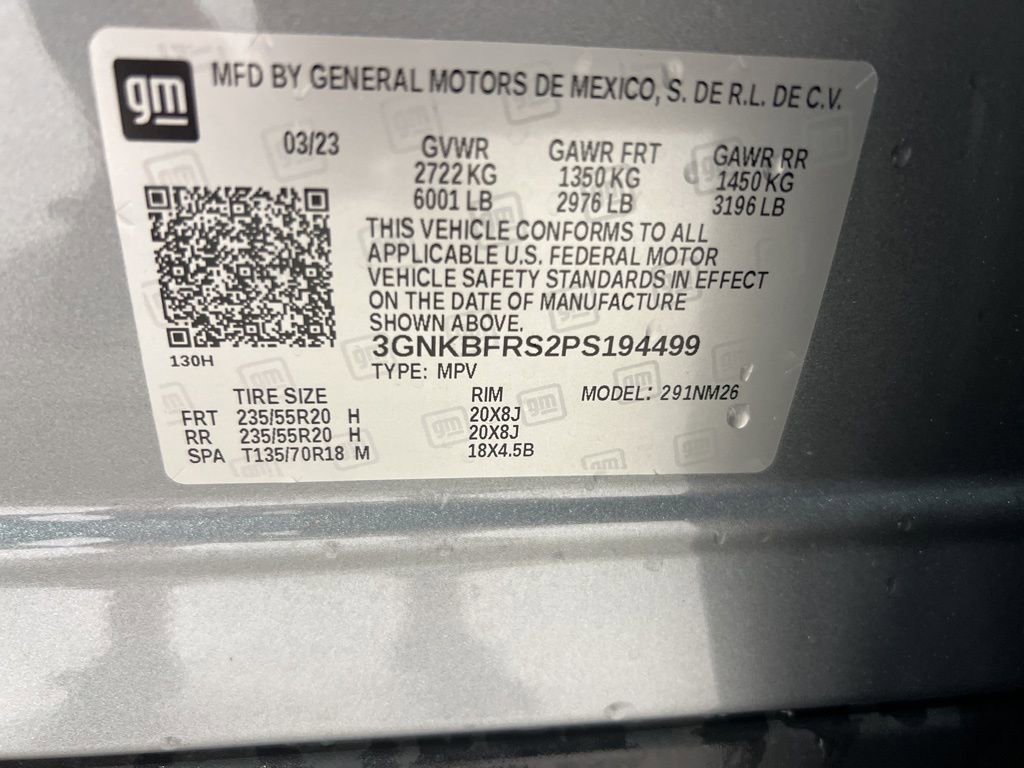 gm MFD BY GENERAL MOTORS DE MEXICO, S. DE R.L. DE C.V.
03/23 GVWR GAWR FRT GAWR RR
2722 KG 1350 KG 1450 KG
6001 LB 2976 LB 3196 LB
THIS VEHICLE CONFORMS TO ALL
APPLICABLE U.S. FEDERAL MOTOR
VEHICLE SAFETY STANDARDS IN EFFECT
ON THE DATE OF MANUFACTURE
SHOWN ABOVE.
3GNKBFRS2PS194499
130H
TYPE: MPV
TIRE SIZE RIM MODEL: 291NM26
FRT 235/55R20 H 20X8J
RR 235/55R20 H 20X8J
SPA T135/70R18 M 18X4.5B